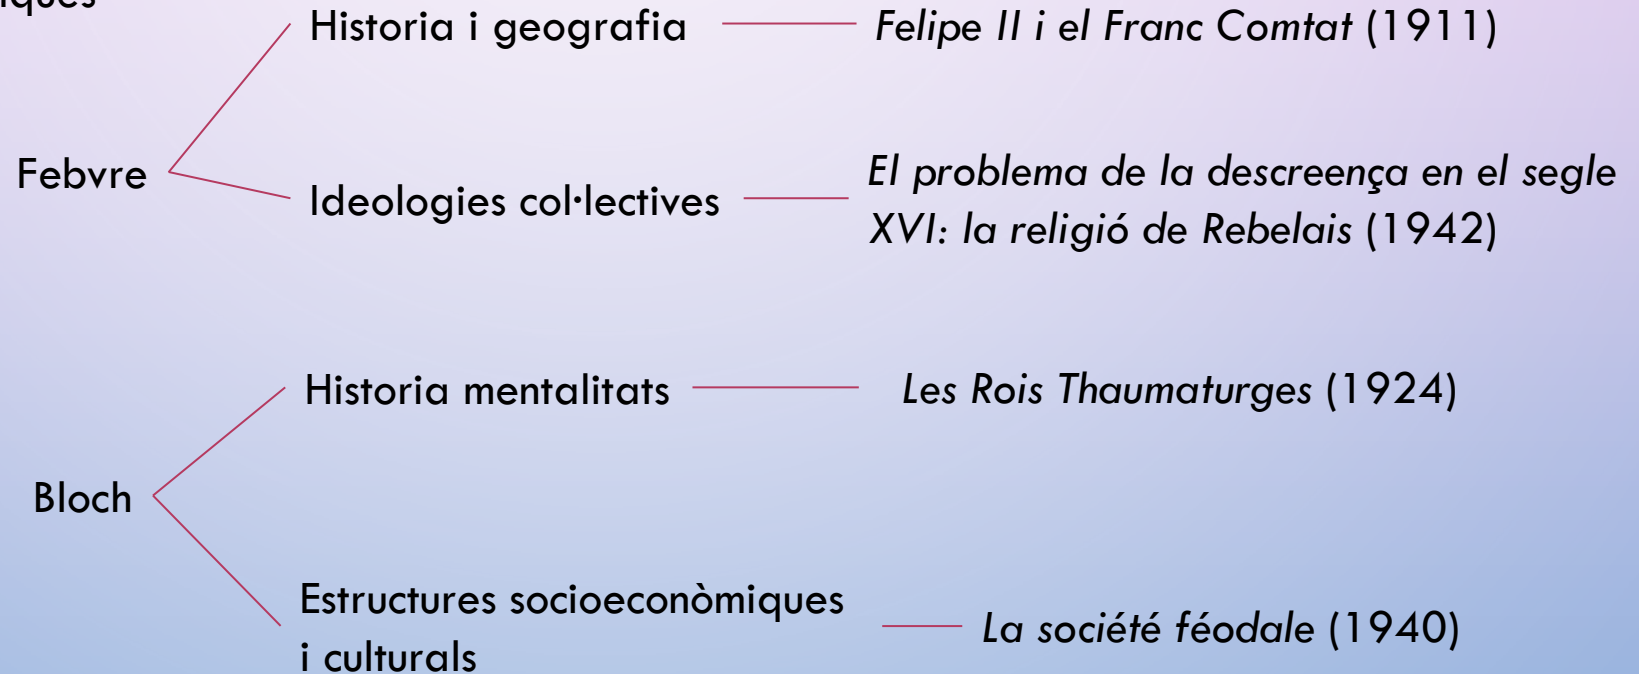 iques
Historia i geografia
Felipe II i el Franc Comtat (1911)
Febvre
Ideologies col·lectives
El problema de la descreença en el segle
XVI: la religió de Rebelais (1942)
Historia mentalitats
Les Rois Thaumaturges (1924)
Bloch
Estructures socioeconòmiques
i culturals
La société féodale (1940)